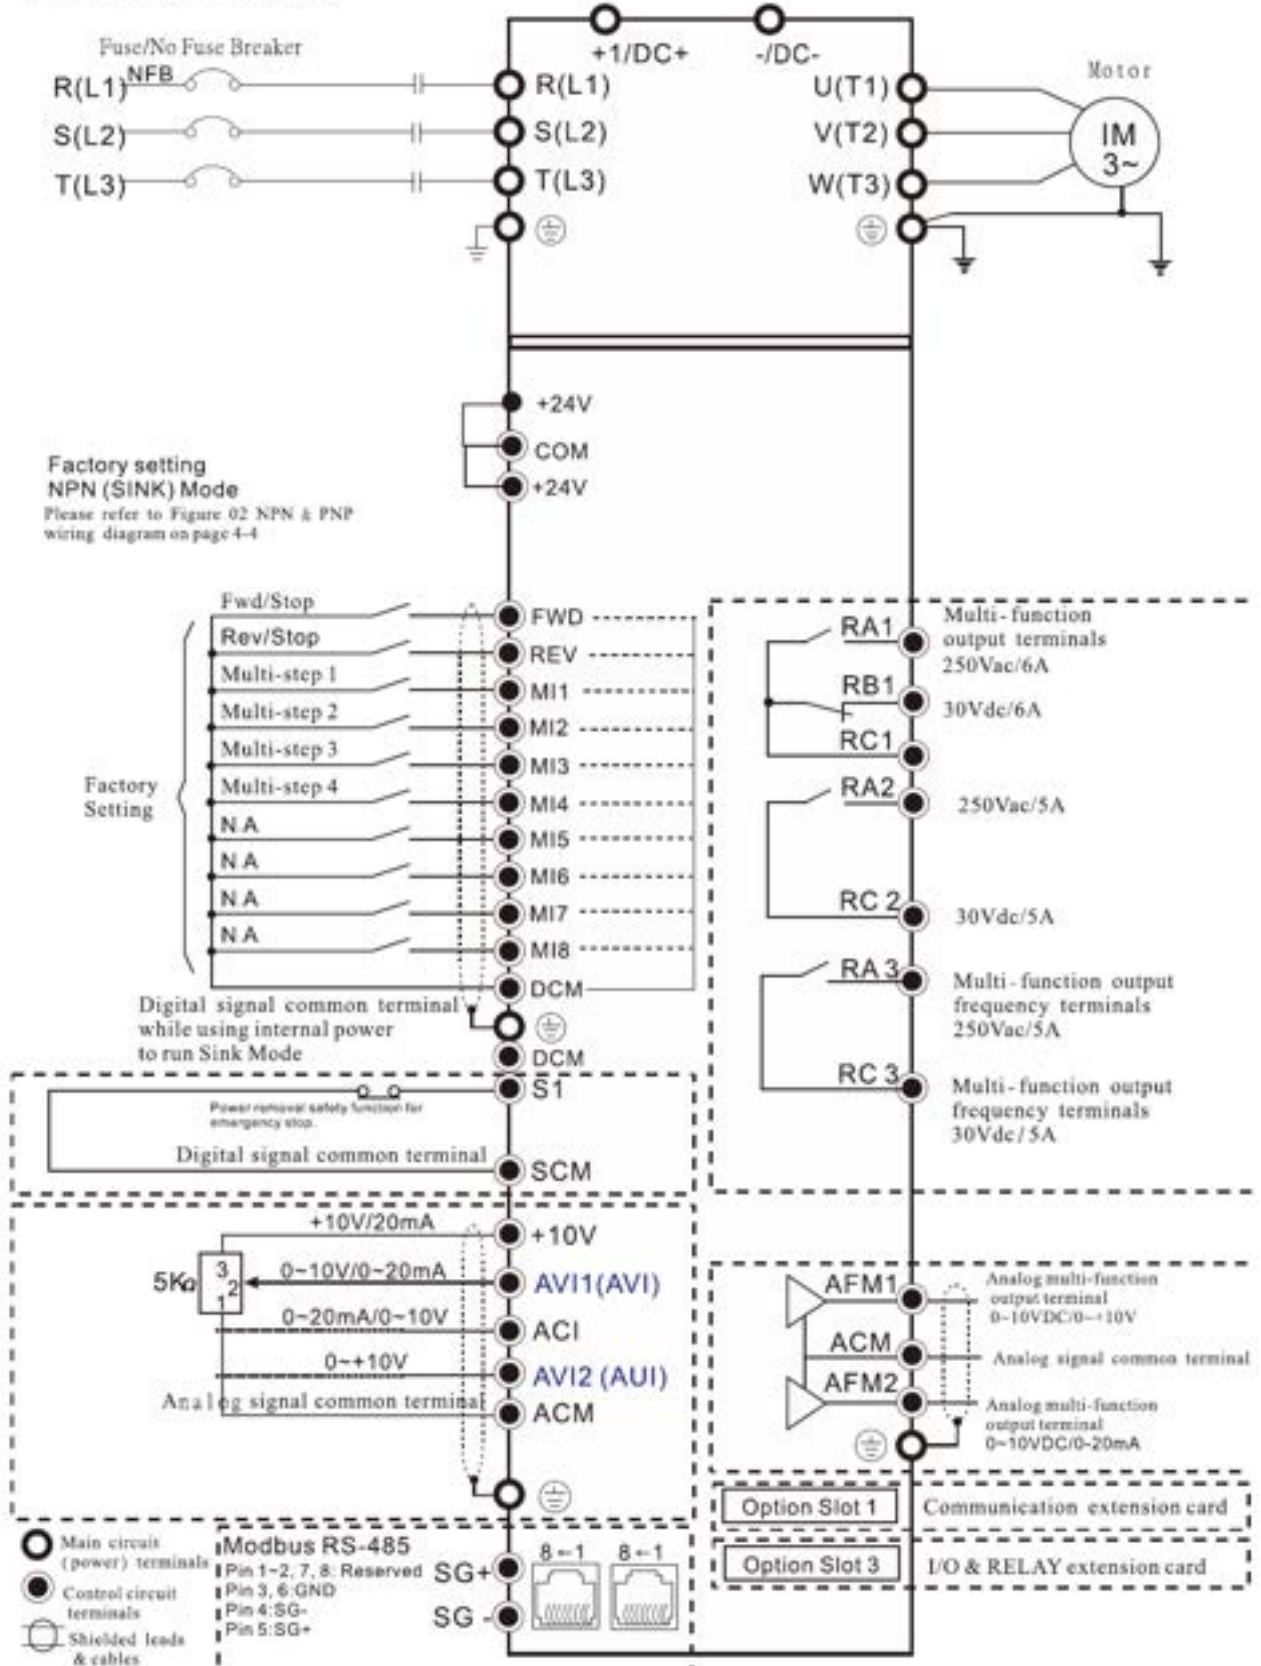 Fuse/No Fuse Breaker
NFB
R(L1)
S(L2)
T(L3)
+1/DC+
-/DC-
R(L1)
S(L2)
T(L3)
U(T1)
V(T2)
W(T3)
Motor
IM
3~
+24V
COM
+24V
Factory setting
NPN (SINK) Mode
Please refer to Figure 02 NPN & PNP
wiring diagram on page 4-4
Factory
Setting
Fwd/Stop
Rev/Stop
Multi-step 1
Multi-step 2
Multi-step 3
Multi-step 4
N A
N A
N A
N A
FWD
REV
MI1
MI2
MI3
MI4
MI5
MI6
MI7
MI8
DCM
Digital signal common terminal
while using internal power
to run Sink Mode
DCM
S1
Power removal safety function for
emergency stop.
Digital signal common terminal
SCM
RA1
Multi-function
output terminals
250Vac/6A
RB1
30Vdc/6A
RC1
RA2
250Vac/5A
RC 2
30Vdc/5A
RA 3
Multi-function output
frequency terminals
250Vac/5A
RC 3
Multi-function output
frequency terminals
30Vdc/5A
+10V/20mA
+10V
5KΩ
3
2
1
0~10V/0~20mA
AVI1(AVI)
0~20mA/0~10V
ACI
0~+10V
AVI2 (AUI)
Analog signal common terminal
ACM
AFM1
Analog multi-function
output terminal
0~10VDC/0~+10V
ACM
Analog signal common terminal
AFM2
Analog multi-function
output terminal
0~10VDC/0-20mA
Option Slot 1
Communication extension card
Option Slot 3
I/O & RELAY extension card
Main circuit
(power) terminals
Control circuit
terminals
Shielded leads
& cables
Modbus RS-485
Pin 1~2, 7, 8: Reserved
Pin 3, 6:GND
Pin 4:SG-
Pin 5:SG+
SG+
SG -
8←1
8←1